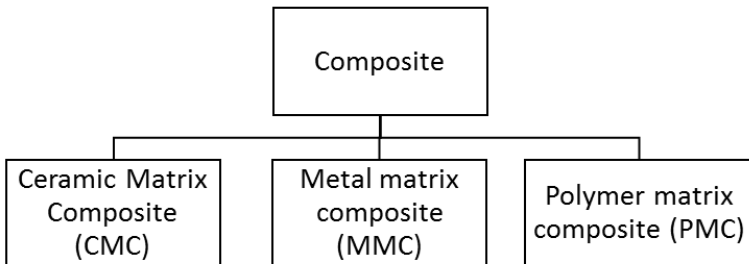 Composite
Ceramic Matrix
Composite
(CMC)
Metal matrix
composite
(MMC)
Polymer matrix
composite (PMC)